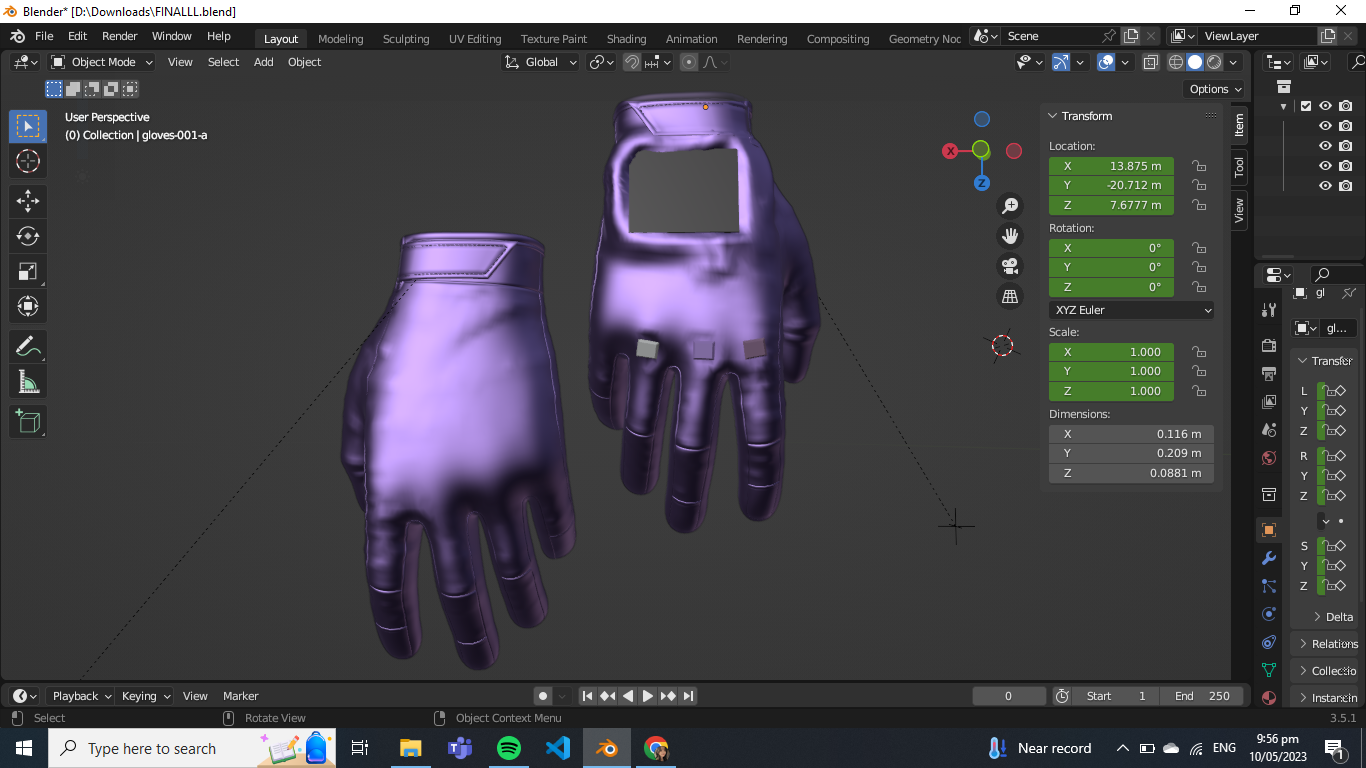 Blender* [D:\Downloads\FINALLL.blend]
File Edit Render Window Help Layout Modeling Sculpting UV Editing Texture Paint Shading Animation Rendering Compositing Geometry Noc Scene ViewLayer
Object Mode View Select Add Object Global
Options
User Perspective
(0) Collection | gloves-001-a
Transform
Location:
X 13.875 m
Y -20.712 m
Z 7.6777 m
Rotation:
X 0°
Y 0°
Z 0°
XYZ Euler
Scale:
X 1.000
Y 1.000
Z 1.000
Dimensions:
X 0.116 m
Y 0.209 m
Z 0.0881 m
Item
Tool
View
X
Z
gl
gl...
Transfor
L
Y
Z
R
Y
Z
S
Y
Z
Delta
Relations
Collectio
Instancin
Playback Keying View Marker 0 Start 1 End 250
Select Rotate View Object Context Menu 3.5.1
Type here to search Near record ENG 9:56 pm
10/05/2023 1